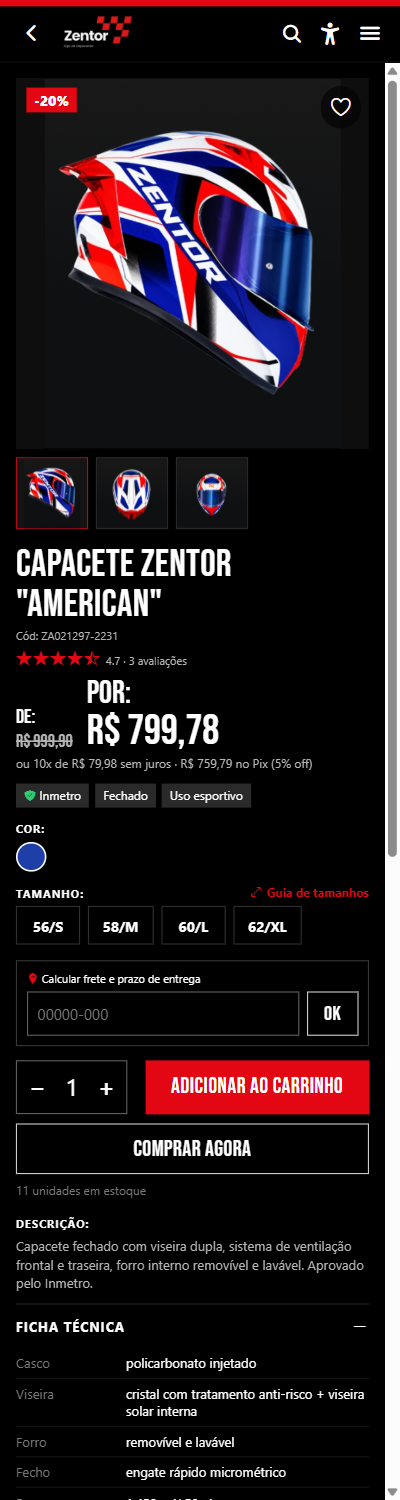 Zentor
-20%
ZENTOR
CAPACETE ZENTOR
"AMERICAN"
Cód: ZA021297-2231
4.7 · 3 avaliações
DE:
R$ 999,90
POR:
R$ 799,78
ou 10x de R$ 79,98 sem juros · R$ 759,79 no Pix (5% off)
Inmetro
Fechado
Uso esportivo
COR:
TAMANHO:
Guia de tamanhos
56/S
58/M
60/L
62/XL
Calcular frete e prazo de entrega
00000-000
OK
− 1 +
ADICIONAR AO CARRINHO
COMPRAR AGORA
11 unidades em estoque
DESCRIÇÃO:
Capacete fechado com viseira dupla, sistema de ventilação
frontal e traseira, forro interno removível e lavável. Aprovado
pelo Inmetro.
FICHA TÉCNICA
Casco policarbonato injetado
Viseira cristal com tratamento anti-risco + viseira
solar interna
Forro removível e lavável
Fecho engate rápido micrométrico